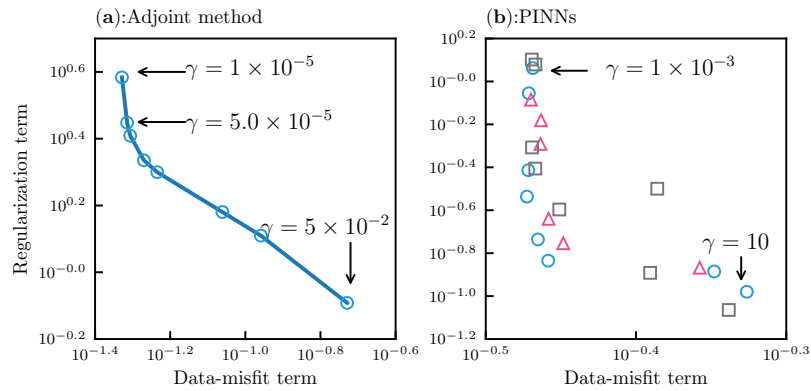 (a):Adjoint method
(b):PINNs
Regularization term
10^0.6
10^0.4
10^0.2
10^−0.0
10^−0.2
γ = 1 × 10^−5
γ = 5.0 × 10^−5
γ = 5 × 10^−2
10^−1.4
10^−1.2
10^−1.0
10^−0.8
10^−0.6
Data-misfit term
10^0.2
10^−0.0
10^−0.2
10^−0.4
10^−0.6
10^−0.8
10^−1.0
10^−1.2
γ = 1 × 10^−3
γ = 10
10^−0.5
10^−0.4
10^−0.3
Data-misfit term